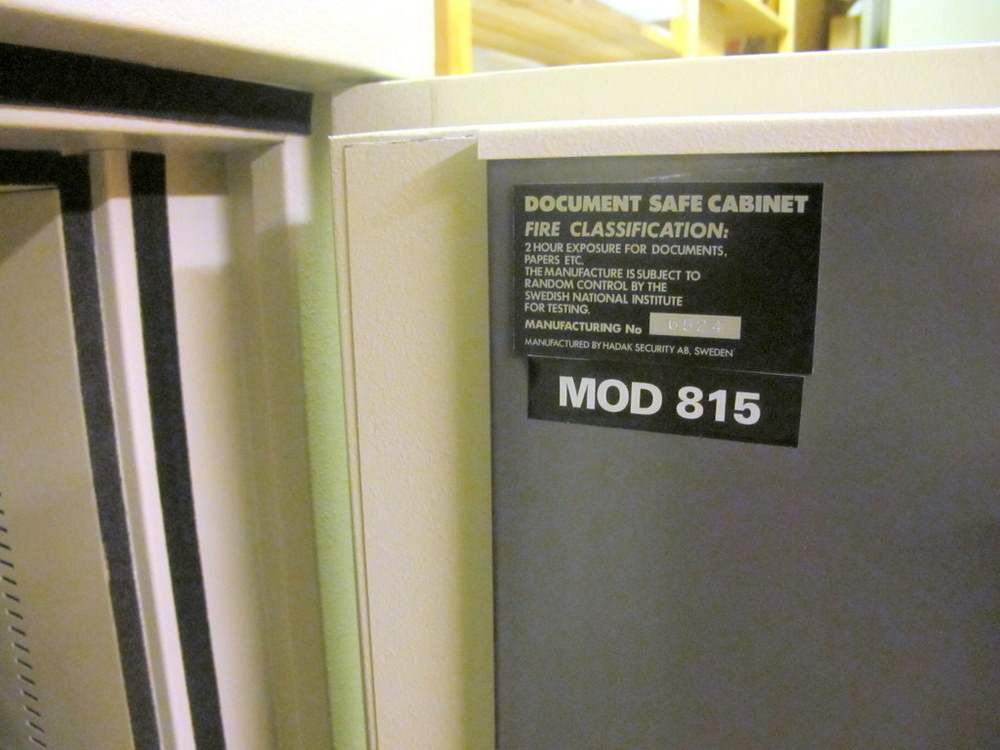 DOCUMENT SAFE CABINET
FIRE CLASSIFICATION:
2 HOUR EXPOSURE FOR DOCUMENTS,
PAPERS ETC.
THE MANUFACTURE IS SUBJECT TO
RANDOM CONTROL BY THE
SWEDISH NATIONAL INSTITUTE
FOR TESTING.
MANUFACTURING No 6524
MANUFACTURED BY HADAK SECURITY AB, SWEDEN
MOD 815